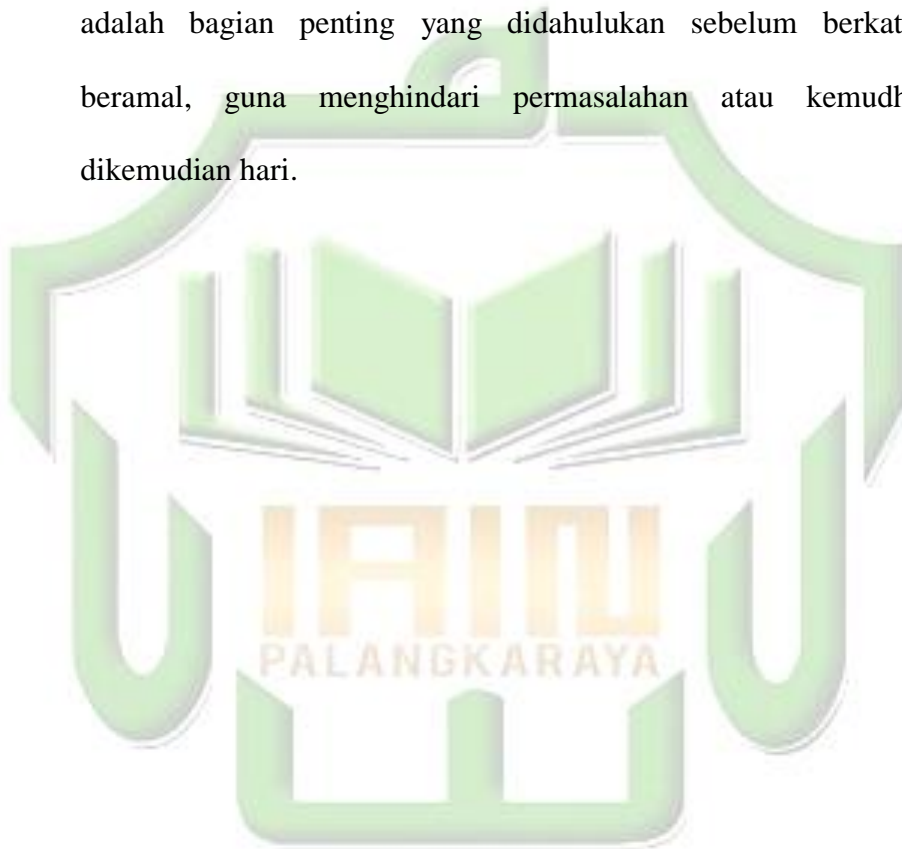 adalah bagian penting yang didahulukan sebelum berkat
beramal, guna menghindari permasalahan atau kemudh
dikemudian hari.
IAIN
PALANGKARAYA